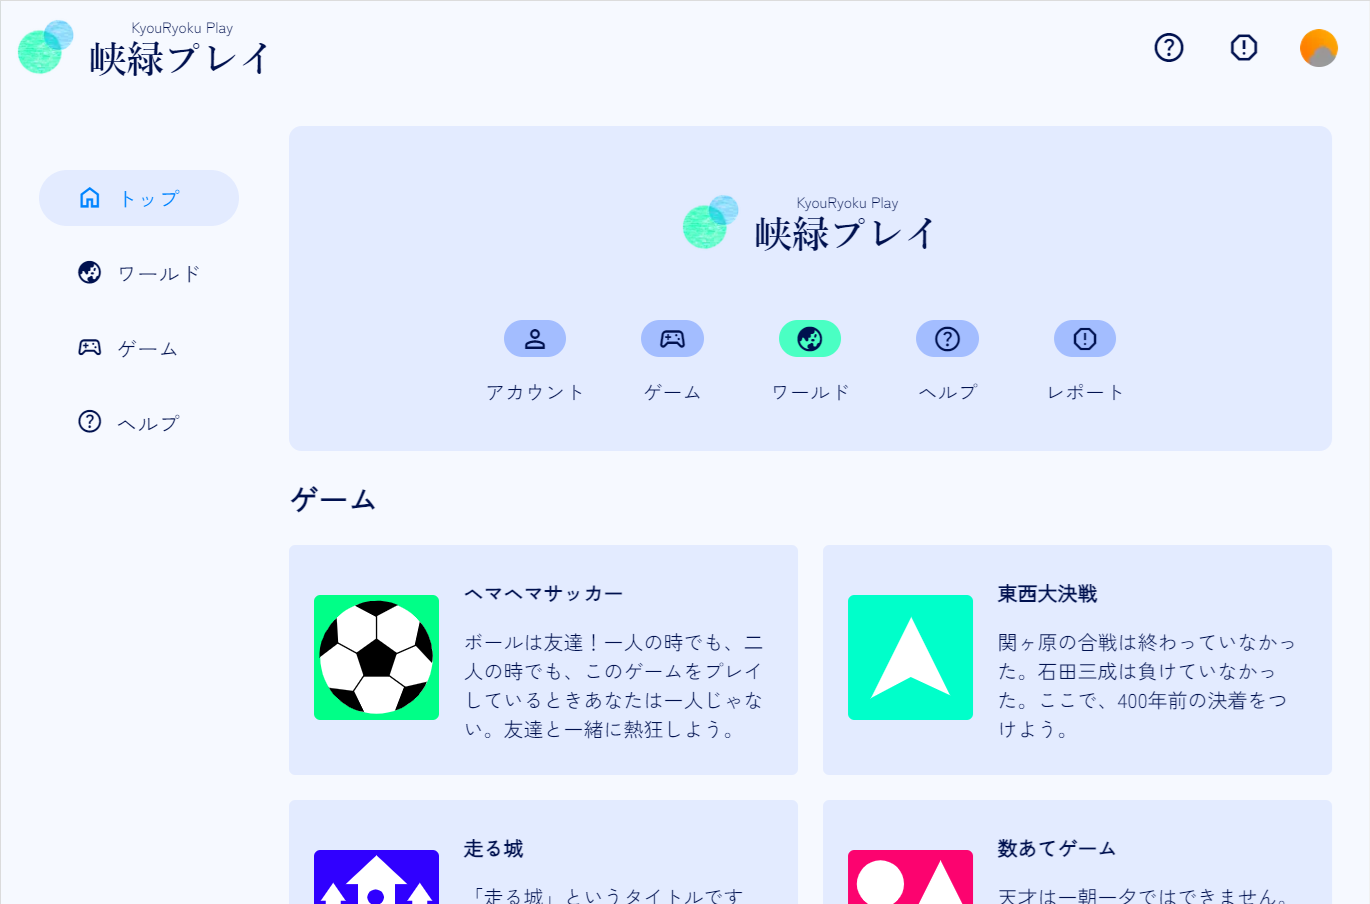 KyouRyoku Play
峡緑プレイ
トップ
ワールド
ゲーム
ヘルプ
KyouRyoku Play
峡緑プレイ
アカウント
ゲーム
ワールド
ヘルプ
レポート
ゲーム
ヘマヘマサッカー
ボールは友達！一人の時でも、二
人の時でも、このゲームをプレイ
しているときあなたは一人じゃな
い。友達と一緒に熱狂しよう。
東西大決戦
関ヶ原の合戦は終わっていなかっ
た。石田三成は負けていなかっ
た。ここで、400年前の決着をつ
けよう。
走る城
「走る城」というタイトルです
数あてゲーム
天才は一朝一夕ではできません。